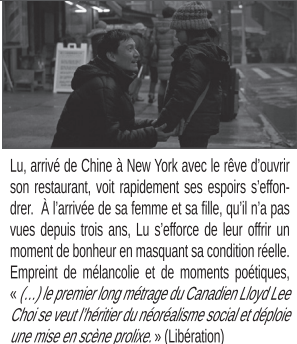 Lu, arrivé de Chine à New York avec le rêve d'ouvrir
son restaurant, voit rapidement ses espoirs s'effon-
drer. À l'arrivée de sa femme et sa fille, qu'il n'a pas
vues depuis trois ans, Lu s'efforce de leur offrir un
moment de bonheur en masquant sa condition réelle.
Empreint de mélancolie et de moments poétiques,
« (...) le premier long métrage du Canadien Lloyd Lee
Choi se veut l'héritier du néoréalisme social et déploie
une mise en scène prolixe. » (Libération)